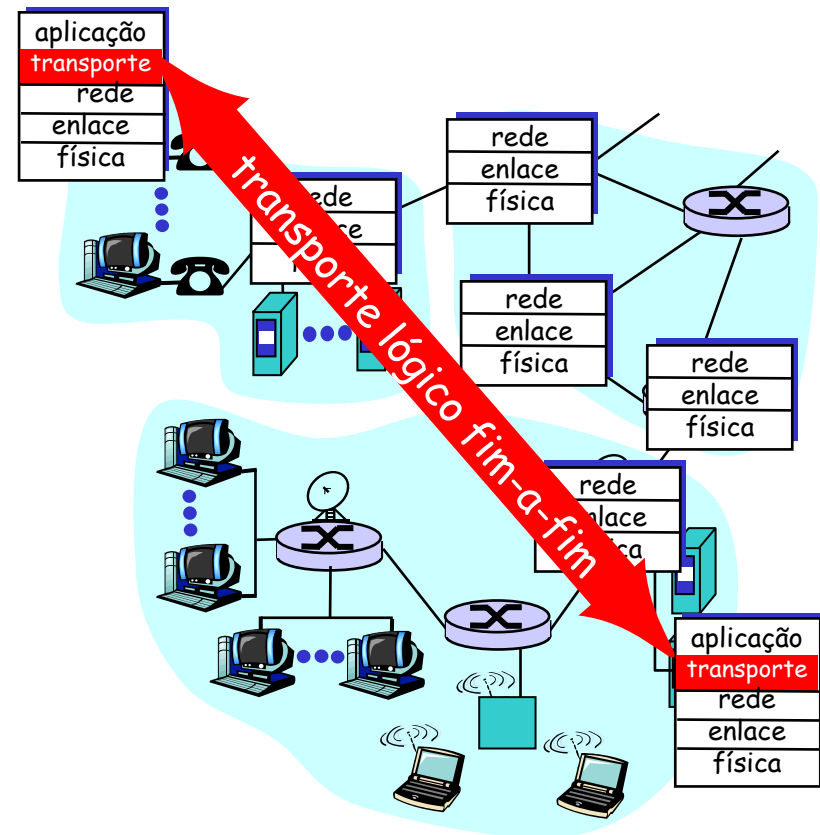 aplicação
transporte
rede
enlace
física
rede
enlace
física
transporte lógico fim-a-fim
rede
enlace
física
rede
enlace
física
rede
aplicação
transporte
rede
enlace
física